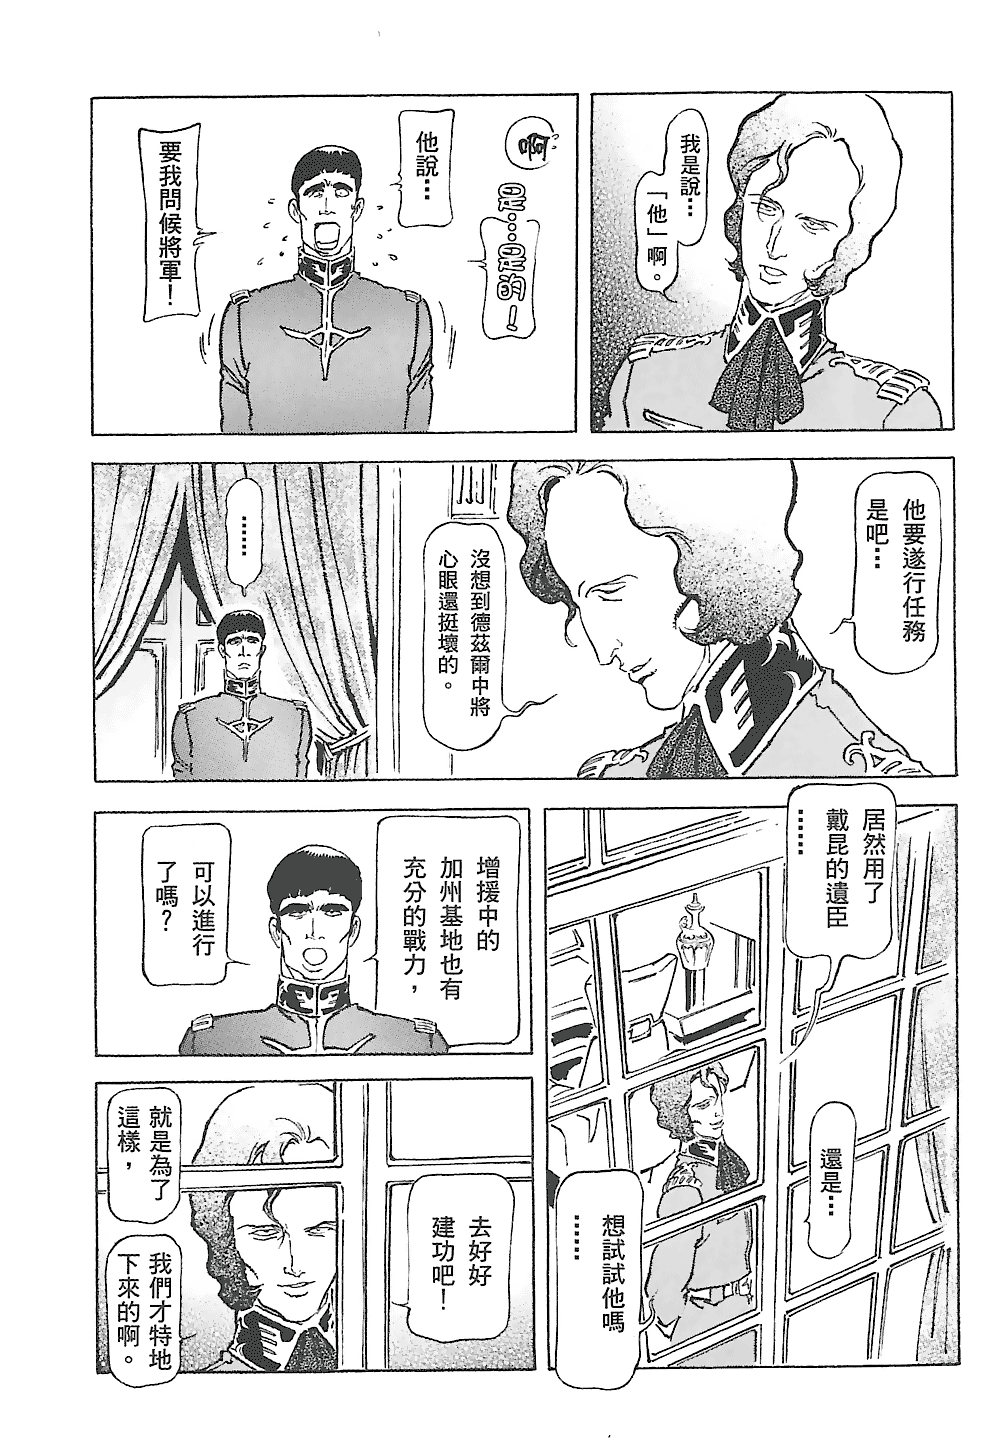 我是說⋯
「他」啊。
啊
是⋯是的！
他說⋯
要我問候將軍！
他要遂行任務
是吧⋯
沒想到德茲爾中將
心眼還挺壞的。
⋯⋯
居然用了
戴昆的遺臣
⋯⋯
還是⋯
想試試他嗎
⋯⋯
增援中的
加州基地也有
充分的戰力，
可以進行
了嗎？
去好好
建功吧！
就是為了
這樣，
我們才特地
下來的啊。